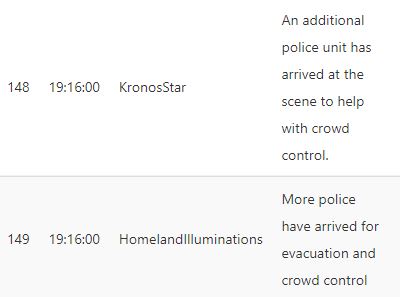 An additional
police unit has
arrived at the
148 19:16:00 KronosStar scene to help
with crowd
control.
More police
have arrived for
149 19:16:00 HomelandIlluminations evacuation and
crowd control